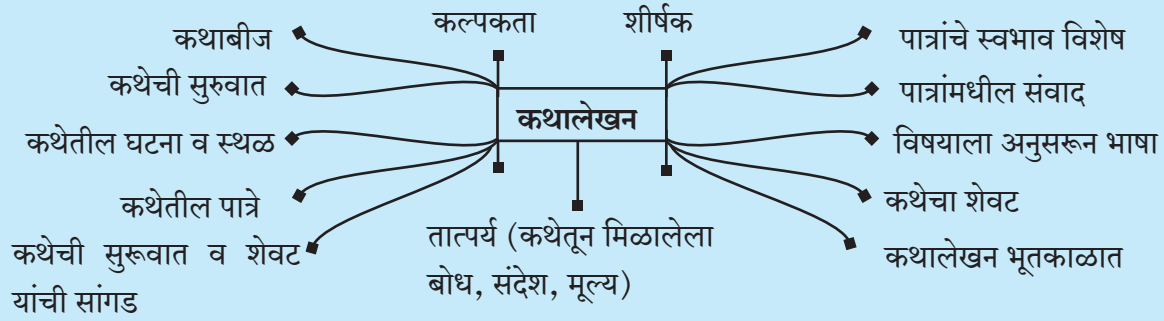 कल्पकता
शीर्षक
कथाबीज
पात्रांचे स्वभाव विशेष
कथेची सुरुवात
पात्रांमधील संवाद
कथालेखन
कथेतील घटना व स्थळ
विषयाला अनुसरून भाषा
कथेतील पात्रे
कथेचा शेवट
कथेची सुरूवात व शेवट
यांची सांगड
तात्पर्य (कथेतून मिळालेला
बोध, संदेश, मूल्य)
कथालेखन भूतकाळात